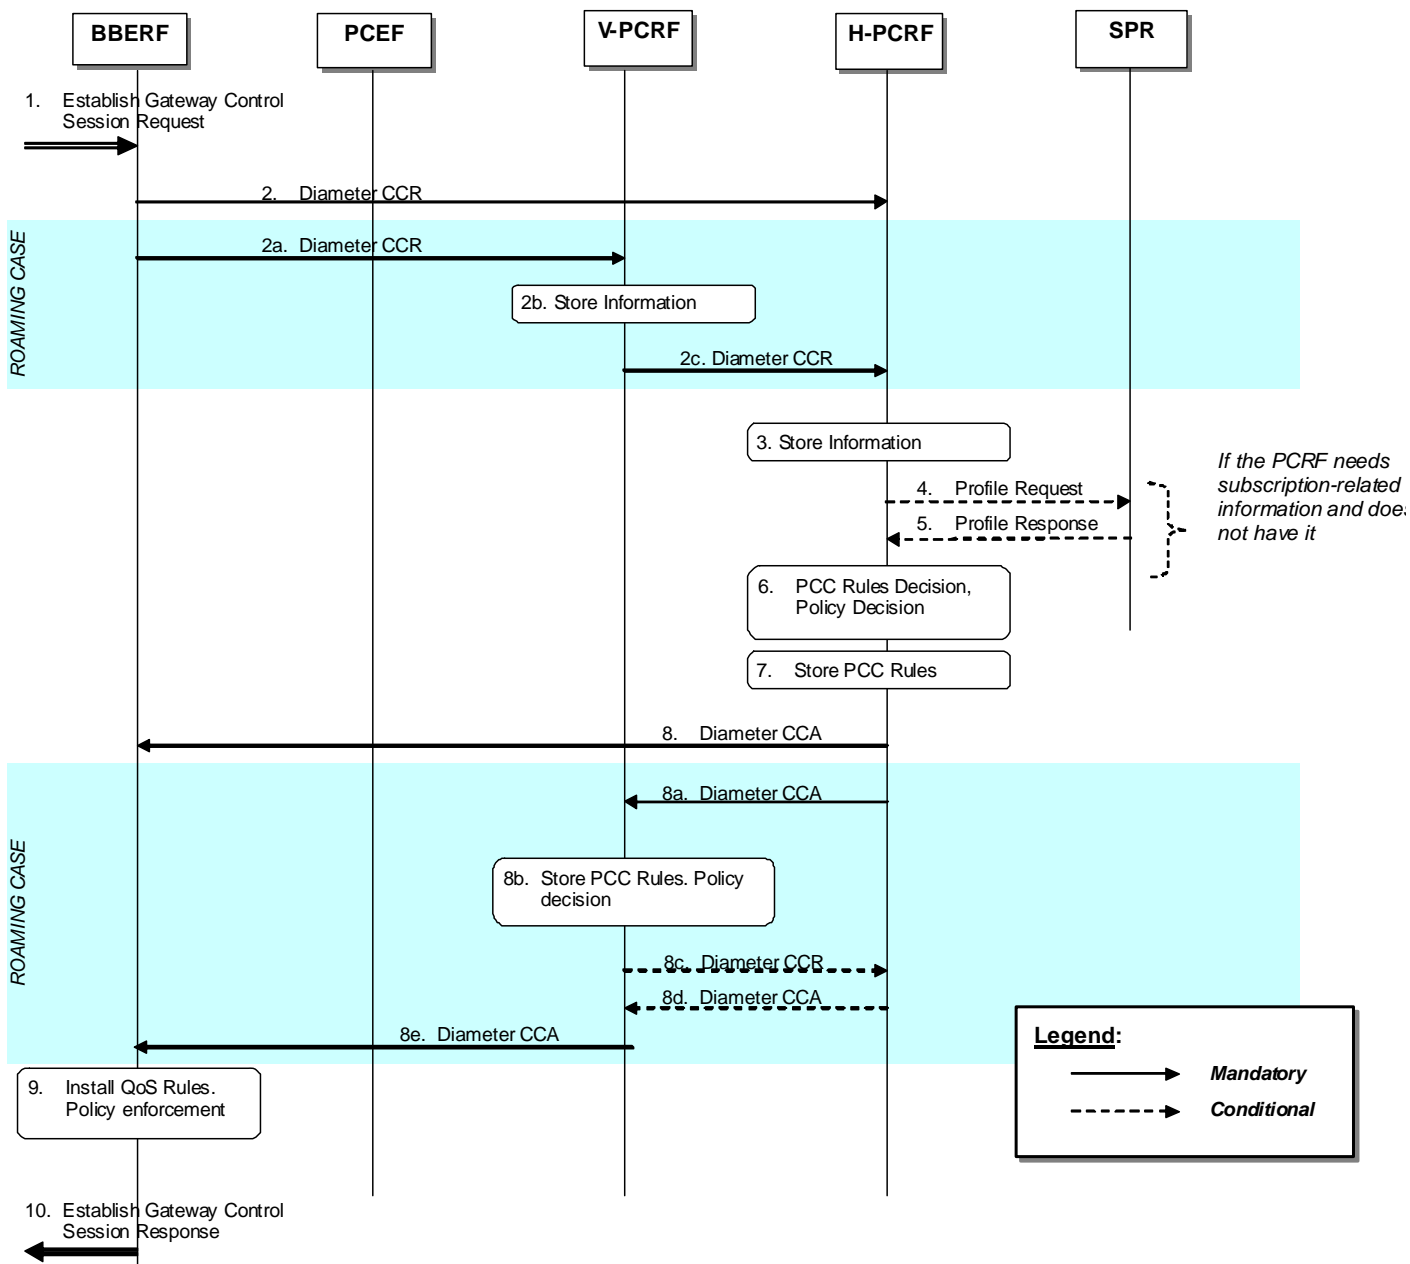 BBERF
PCEF
V-PCRF
H-PCRF
SPR
1. Establish Gateway Control
Session Request
2. Diameter CCR
ROAMING CASE
2a. Diameter CCR
2b. Store Information
2c. Diameter CCR
3. Store Information
4. Profile Request
5. Profile Response
If the PCRF needs
subscription-related
information and does
not have it
6. PCC Rules Decision,
Policy Decision
7. Store PCC Rules
8. Diameter CCA
ROAMING CASE
8a. Diameter CCA
8b. Store PCC Rules. Policy
decision
8c. Diameter CCR
8d. Diameter CCA
8e. Diameter CCA
Legend:
Mandatory
Conditional
9. Install QoS Rules.
Policy enforcement
10. Establish Gateway Control
Session Response